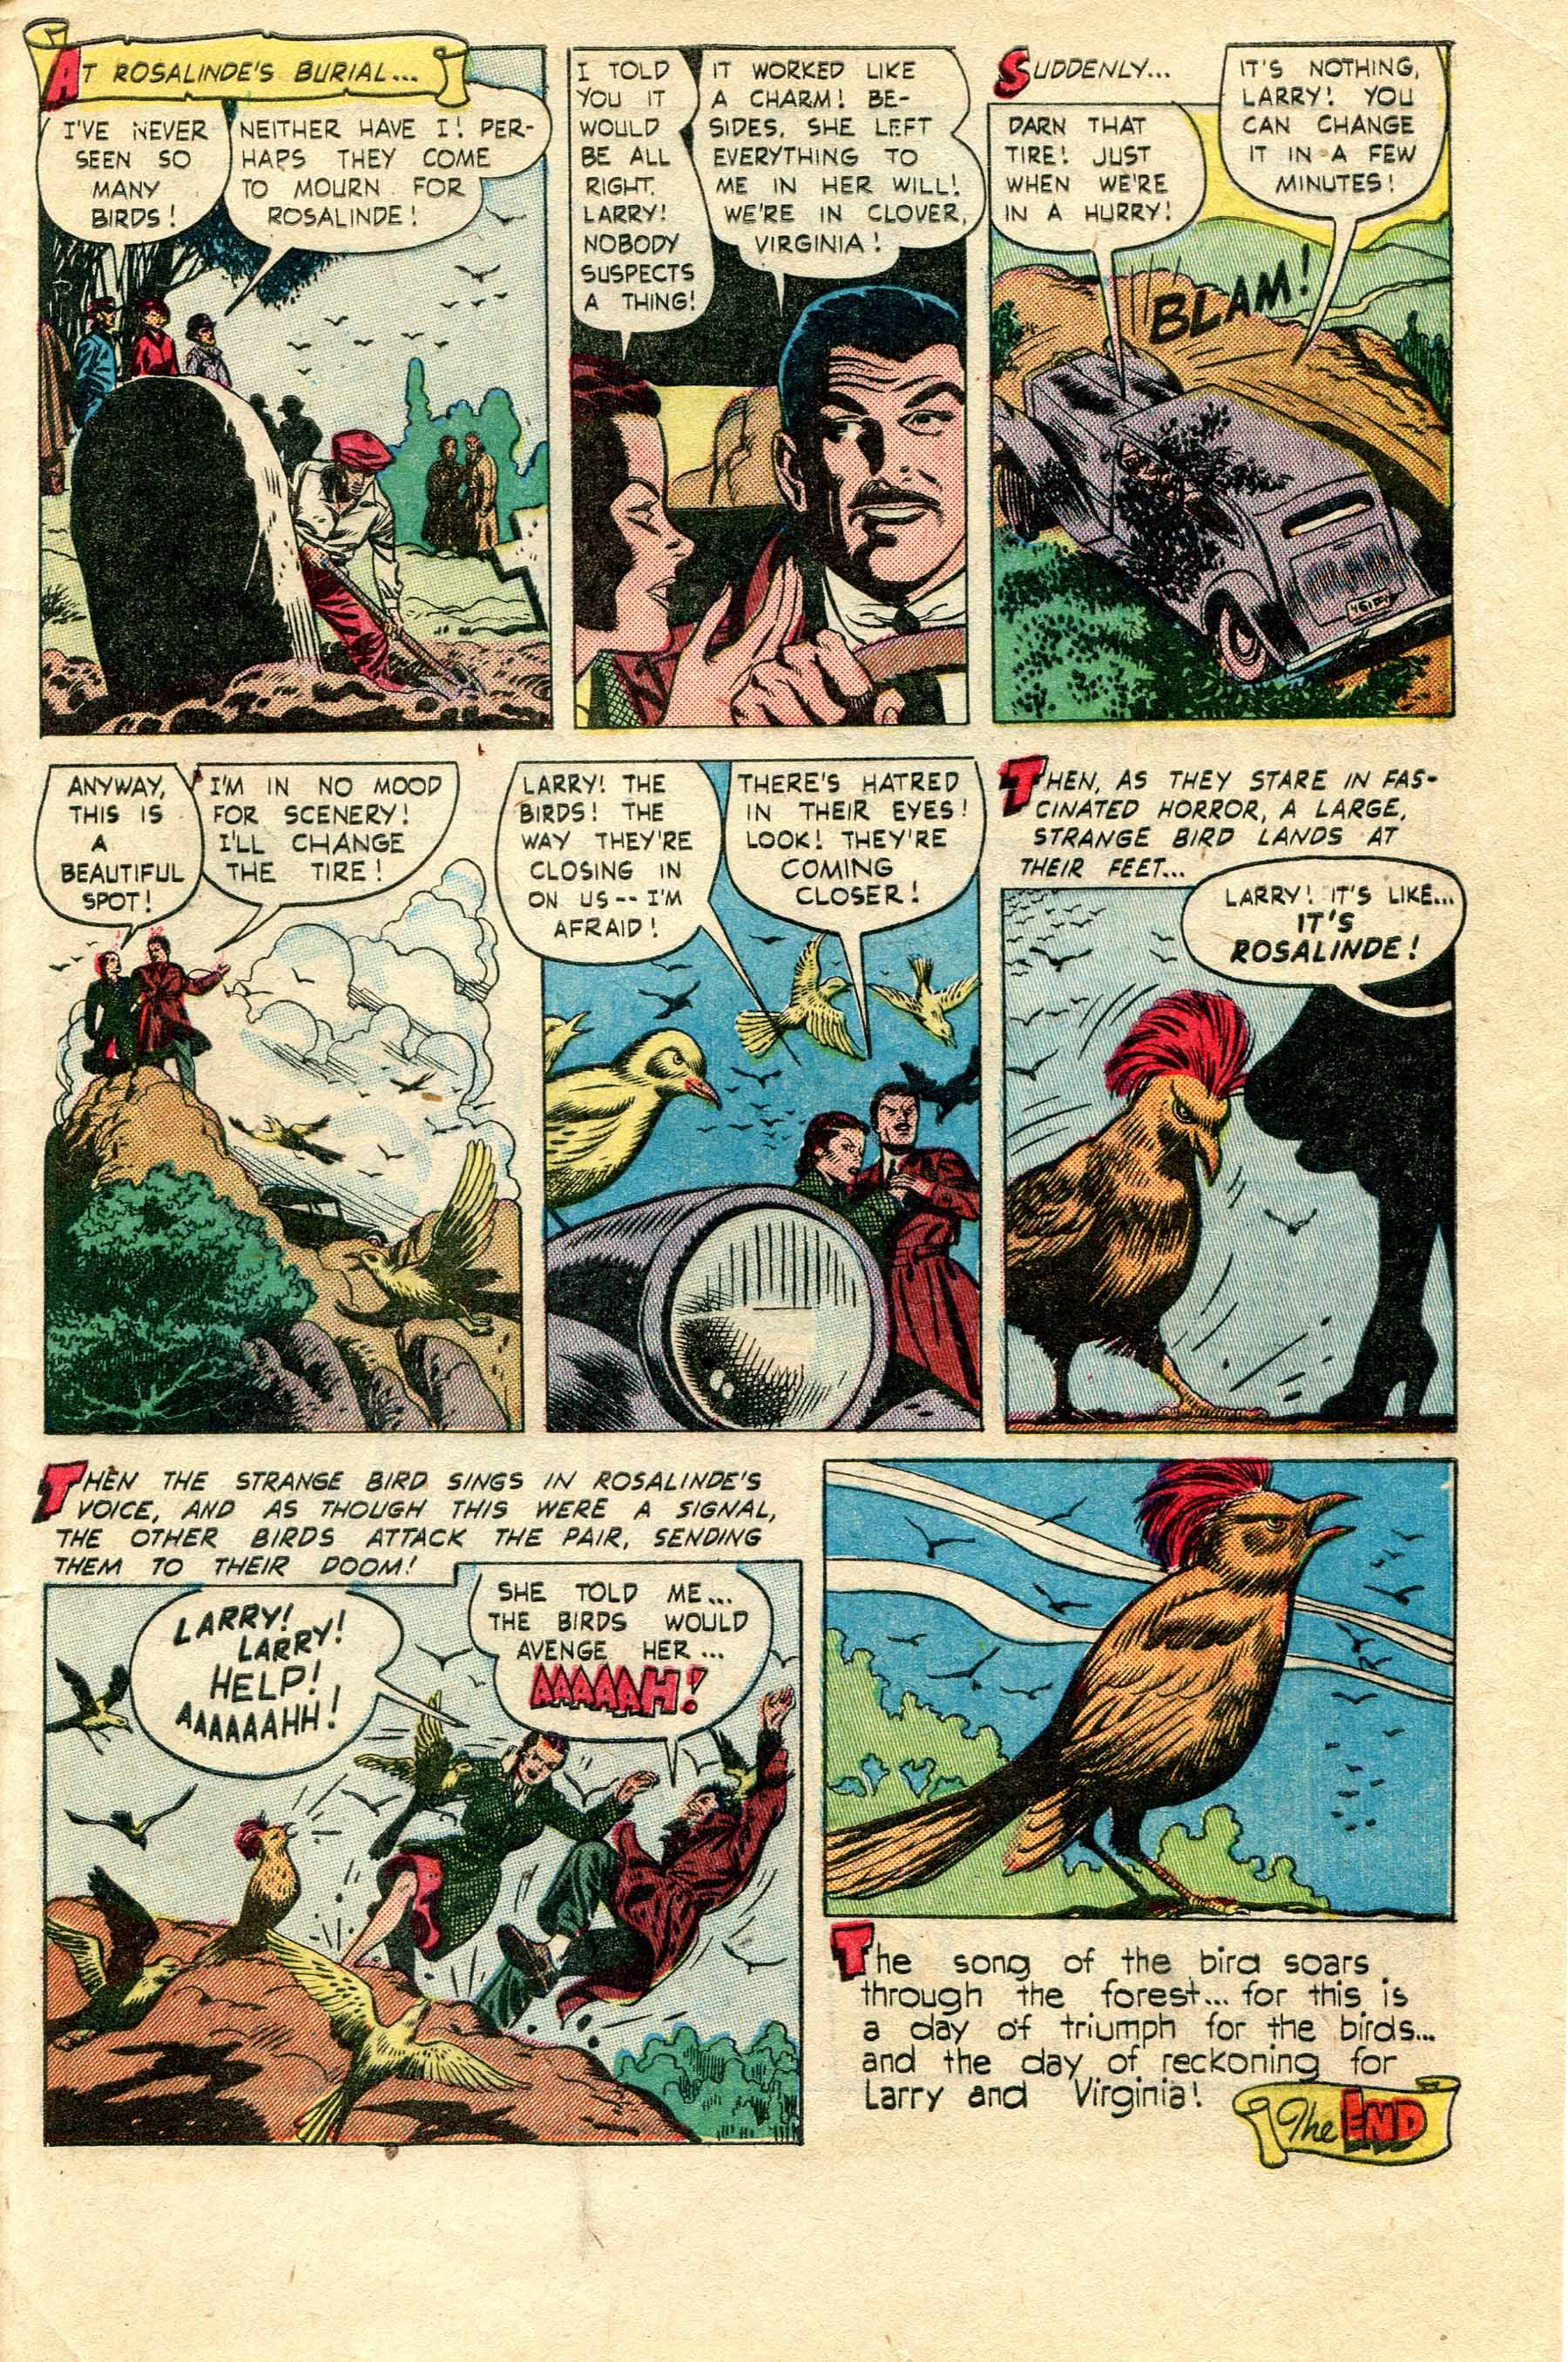 AT ROSALINDE'S BURIAL...
I'VE NEVER
SEEN SO
MANY
BIRDS!
NEITHER HAVE I! PER-
HAPS THEY COME
TO MOURN FOR
ROSALINDE!
I TOLD
YOU IT
WOULD
BE ALL
RIGHT,
LARRY!
NOBODY
SUSPECTS
A THING!
IT WORKED LIKE
A CHARM! BE-
SIDES, SHE LEFT
EVERYTHING TO
ME IN HER WILL!
WE'RE IN CLOVER,
VIRGINIA!
SUDDENLY...
DARN THAT
TIRE! JUST
WHEN WE'RE
IN A HURRY!
IT'S NOTHING,
LARRY! YOU
CAN CHANGE
IT IN A FEW
MINUTES!
BLAM!
ANYWAY,
THIS IS
A
BEAUTIFUL
SPOT!
I'M IN NO MOOD
FOR SCENERY!
I'LL CHANGE
THE TIRE!
LARRY! THE
BIRDS! THE
WAY THEY'RE
CLOSING IN
ON US--I'M
AFRAID!
THERE'S HATRED
IN THEIR EYES!
LOOK! THEY'RE
COMING
CLOSER!
THEN, AS THEY STARE IN FAS-
CINATED HORROR, A LARGE,
STRANGE BIRD LANDS AT
THEIR FEET...
LARRY! IT'S LIKE...
IT'S
ROSALINDE!
THEN THE STRANGE BIRD SINGS IN ROSALINDE'S
VOICE, AND AS THOUGH THIS WERE A SIGNAL,
THE OTHER BIRDS ATTACK THE PAIR, SENDING
THEM TO THEIR DOOM!
LARRY!
LARRY!
HELP!
AAAAAAHH!
SHE TOLD ME...
THE BIRDS WOULD
AVENGE HER...
AAAAAH!
The song of the bird soars
through the forest... for this is
a day of triumph for the birds...
and the day of reckoning for
Larry and Virginia!
The END